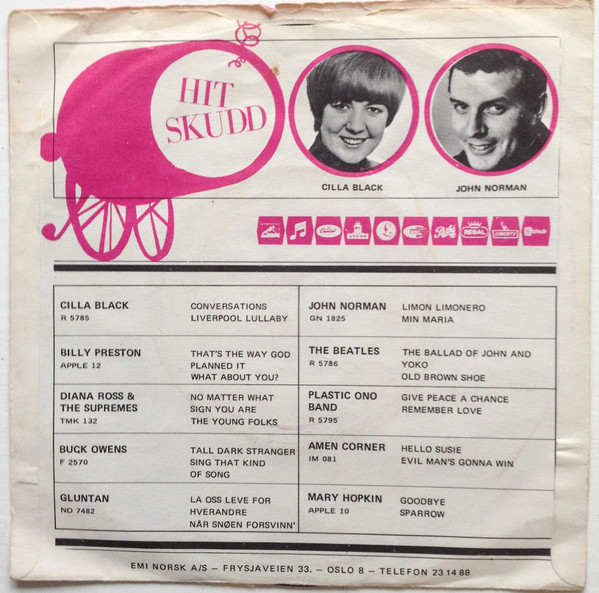 HIT
SKUDD
CILLA BLACK
JOHN NORMAN
Capitol
REGAL
LIBERTY
CILLA BLACK
R 5785
CONVERSATIONS
LIVERPOOL LULLABY
JOHN NORMAN
GN 1825
LIMON LIMONERO
MIN MARIA
BILLY PRESTON
APPLE 12
THAT'S THE WAY GOD
PLANNED IT
WHAT ABOUT YOU?
THE BEATLES
R 5786
THE BALLAD OF JOHN AND
YOKO
OLD BROWN SHOE
DIANA ROSS &
THE SUPREMES
TMK 132
NO MATTER WHAT
SIGN YOU ARE
THE YOUNG FOLKS
PLASTIC ONO
BAND
R 5795
GIVE PEACE A CHANCE
REMEMBER LOVE
BUCK OWENS
F 2570
TALL DARK STRANGER
SING THAT KIND
OF SONG
AMEN CORNER
IM 081
HELLO SUSIE
EVIL MAN'S GONNA WIN
GLUNTAN
ND 7482
LA OSS LEVE FOR
HVERANDRE
NÅR SNØEN FORSVINN'
MARY HOPKIN
APPLE 10
GOODBYE
SPARROW
EMI NORSK A/S – FRYSJAVEIEN 33. – OSLO 8 – TELEFON 23 14 88